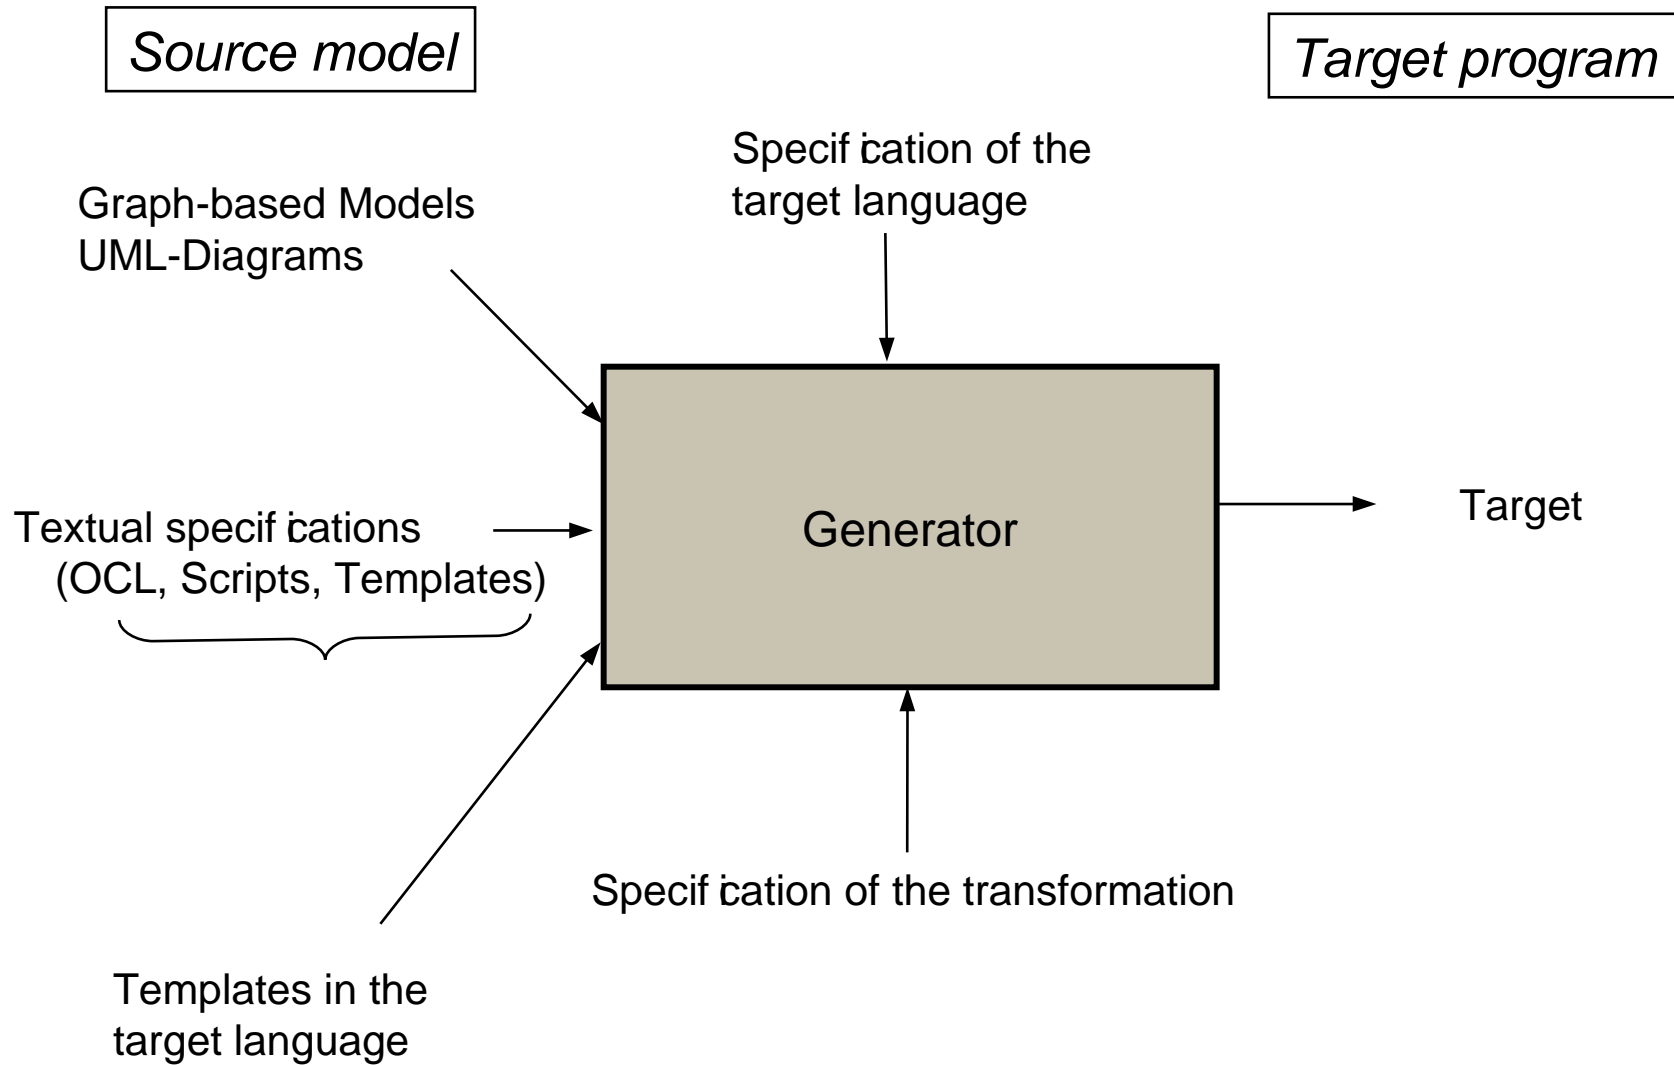 Source model
Target program
Specification of the
target language
Graph-based Models
UML-Diagrams
Textual specifications
(OCL, Scripts, Templates)
Generator
Target
Specification of the transformation
Templates in the
target language